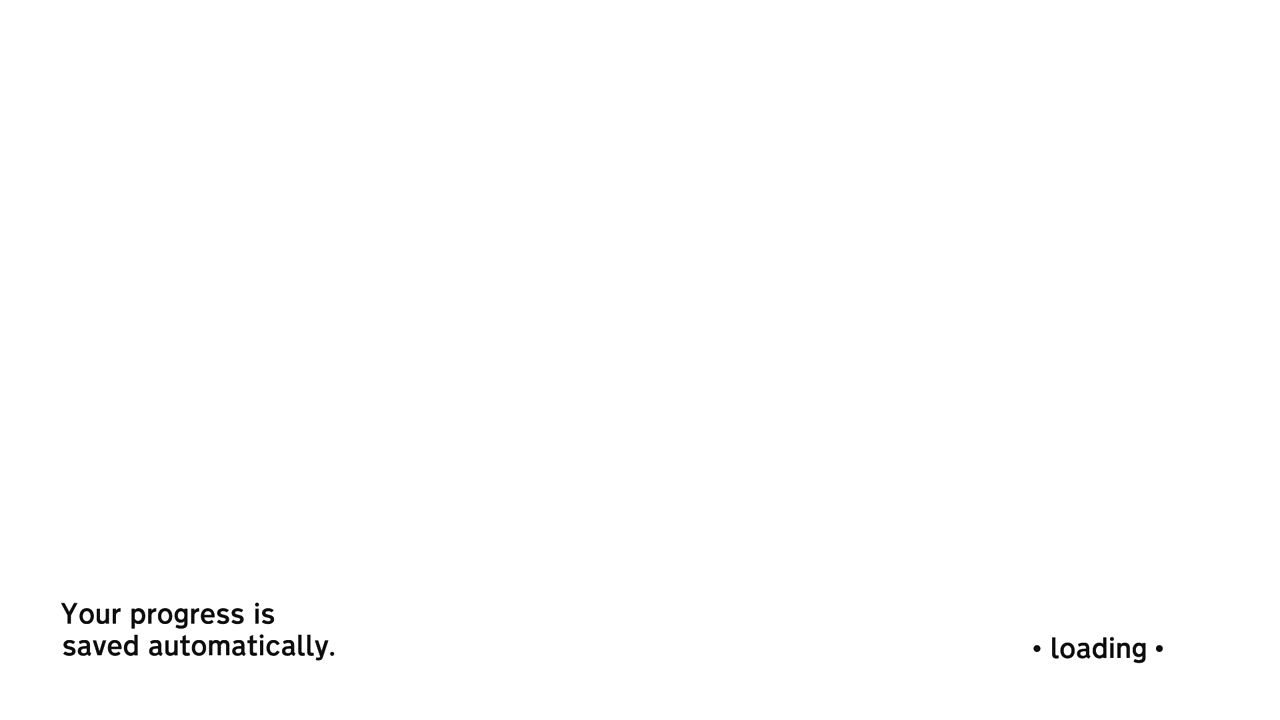 Your progress is
saved automatically.
• loading •